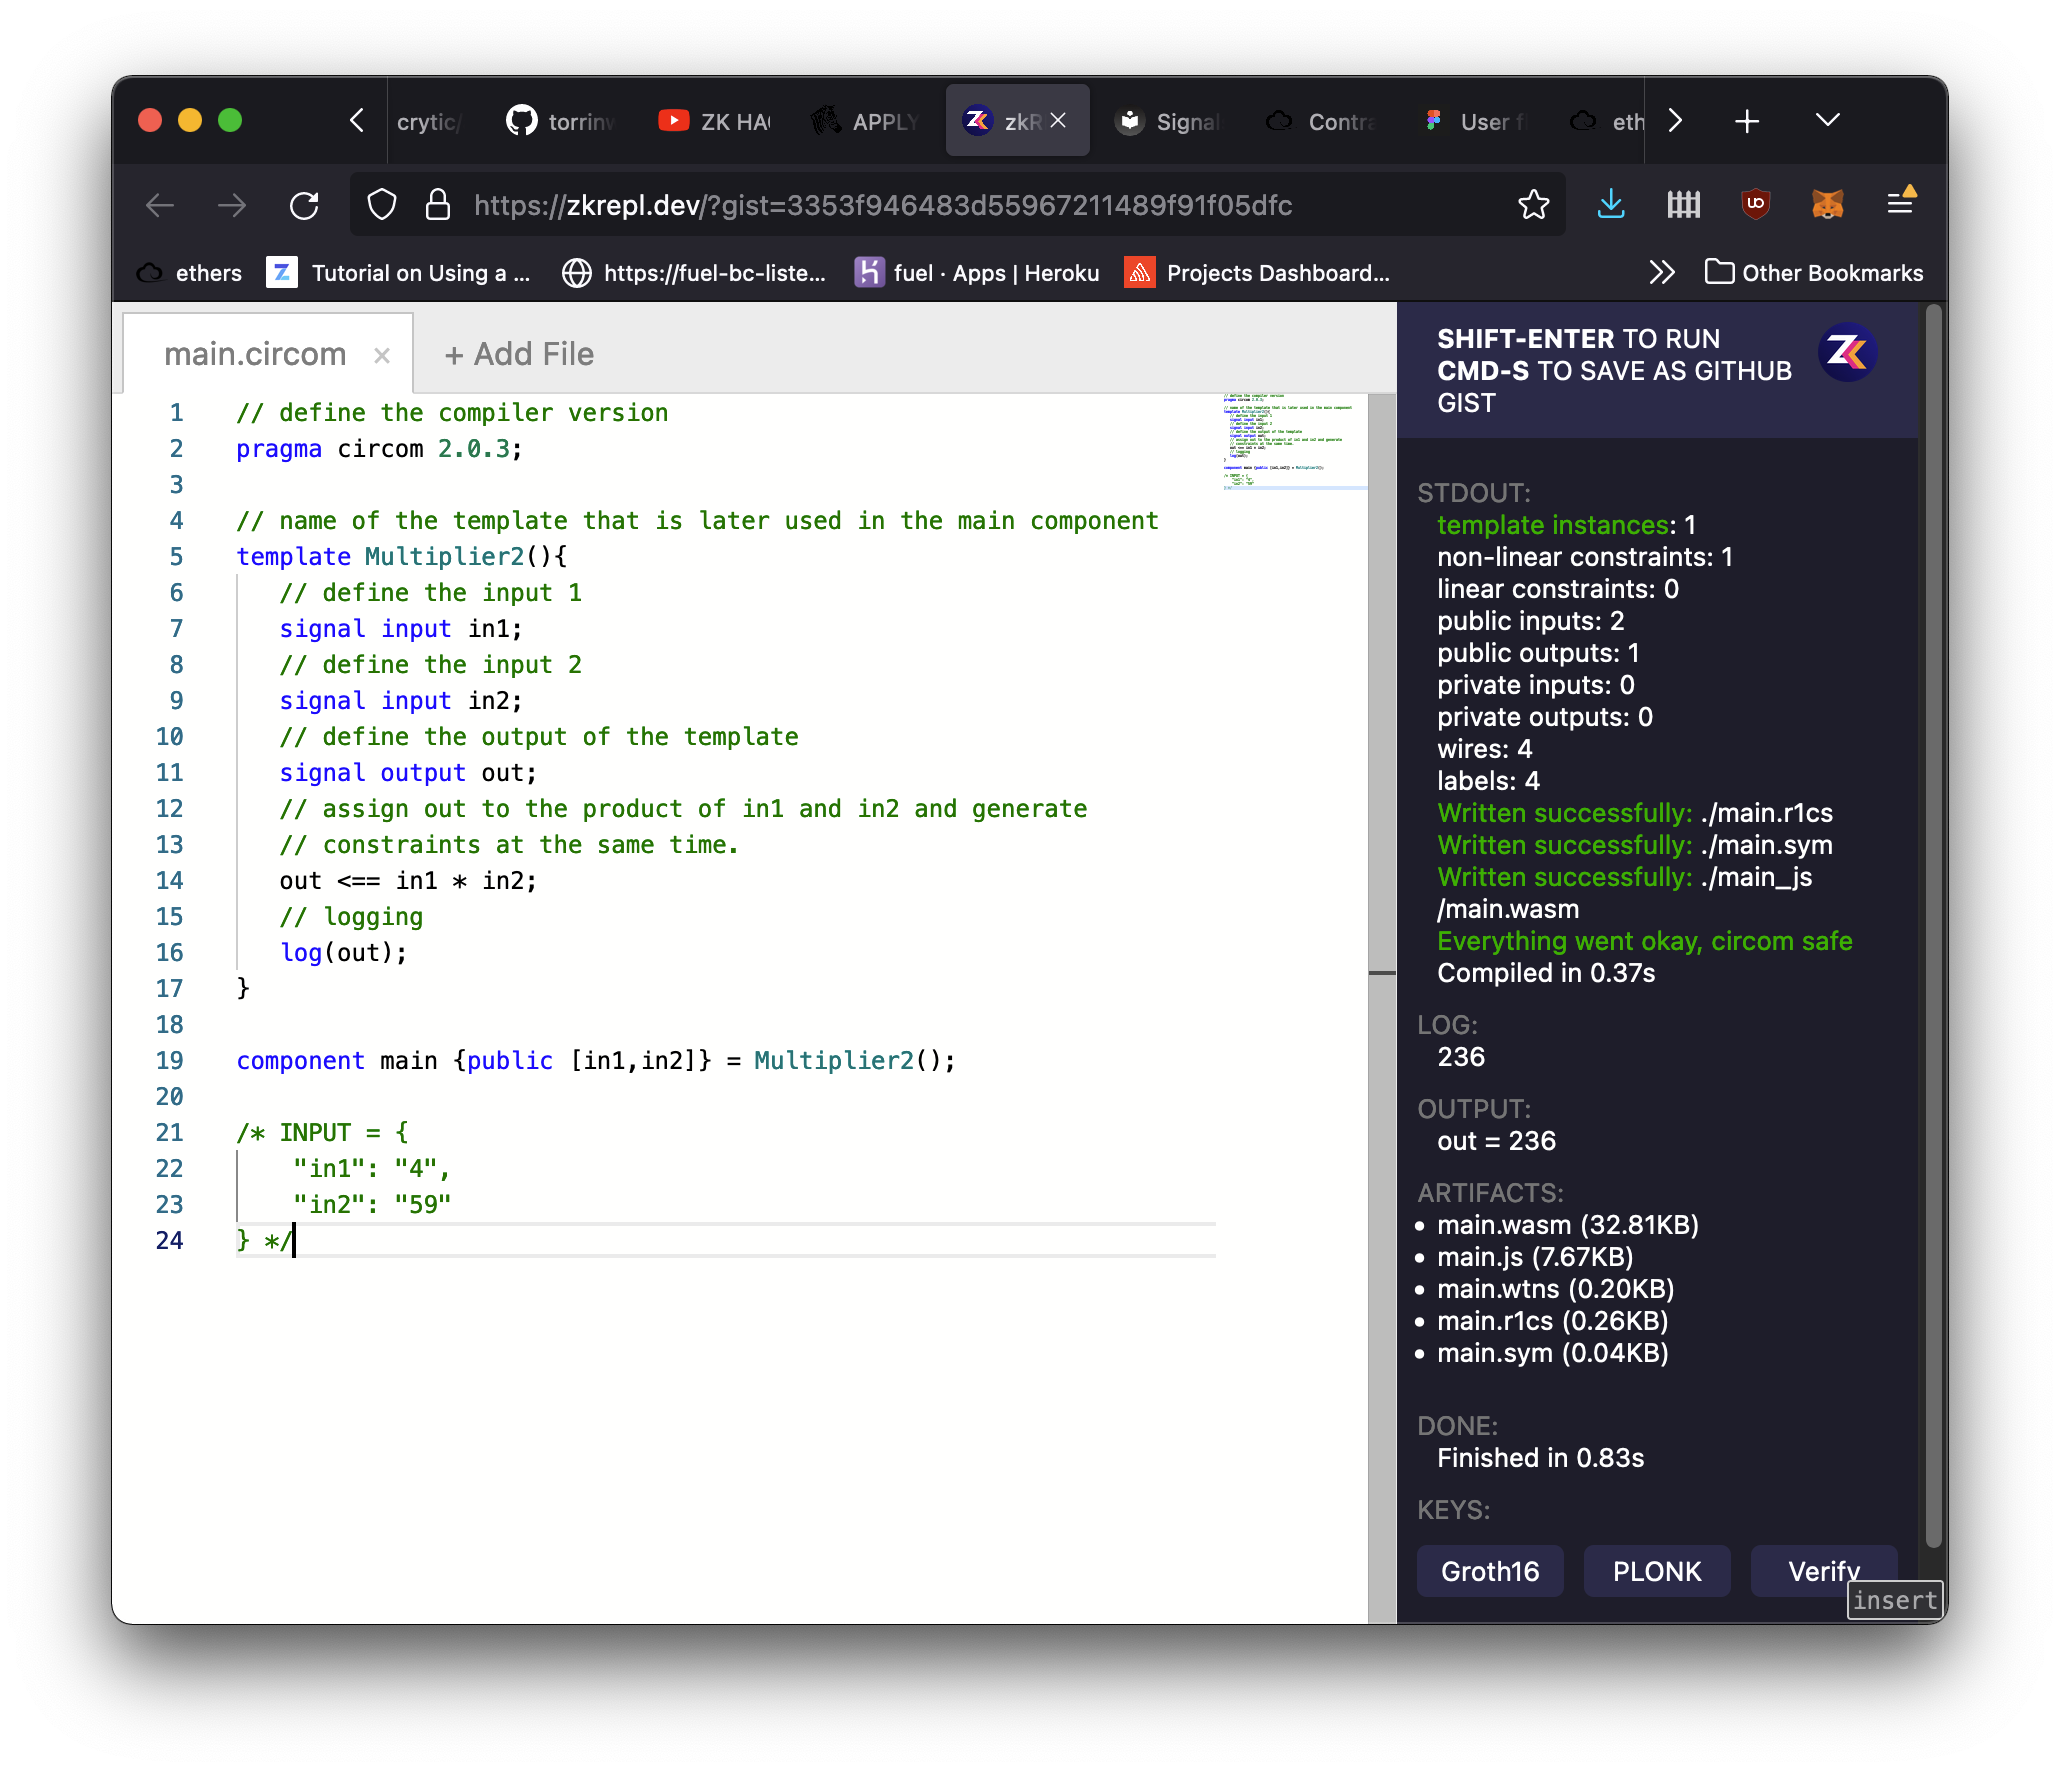 crytic/ torrinw ZK HA APPLY zkR Signal Contra User f eth
https://zkrepl.dev/?gist=3353f946483d55967211489f91f05dfc
ethers Tutorial on Using a ... https://fuel-bc-liste... fuel · Apps | Heroku Projects Dashboard... Other Bookmarks
main.circom + Add File
1 // define the compiler version
2 pragma circom 2.0.3;
3
4 // name of the template that is later used in the main component
5 template Multiplier2(){
6 // define the input 1
7 signal input in1;
8 // define the input 2
9 signal input in2;
10 // define the output of the template
11 signal output out;
12 // assign out to the product of in1 and in2 and generate
13 // constraints at the same time.
14 out <== in1 * in2;
15 // logging
16 log(out);
17 }
18
19 component main {public [in1,in2]} = Multiplier2();
20
21 /* INPUT = {
22 "in1": "4",
23 "in2": "59"
24 } */
SHIFT-ENTER TO RUN
CMD-S TO SAVE AS GITHUB
GIST
STDOUT:
template instances: 1
non-linear constraints: 1
linear constraints: 0
public inputs: 2
public outputs: 1
private inputs: 0
private outputs: 0
wires: 4
labels: 4
Written successfully: ./main.r1cs
Written successfully: ./main.sym
Written successfully: ./main_js
/main.wasm
Everything went okay, circom safe
Compiled in 0.37s
LOG:
236
OUTPUT:
out = 236
ARTIFACTS:
• main.wasm (32.81KB)
• main.js (7.67KB)
• main.wtns (0.20KB)
• main.r1cs (0.26KB)
• main.sym (0.04KB)
DONE:
Finished in 0.83s
KEYS:
Groth16 PLONK Verify
insert